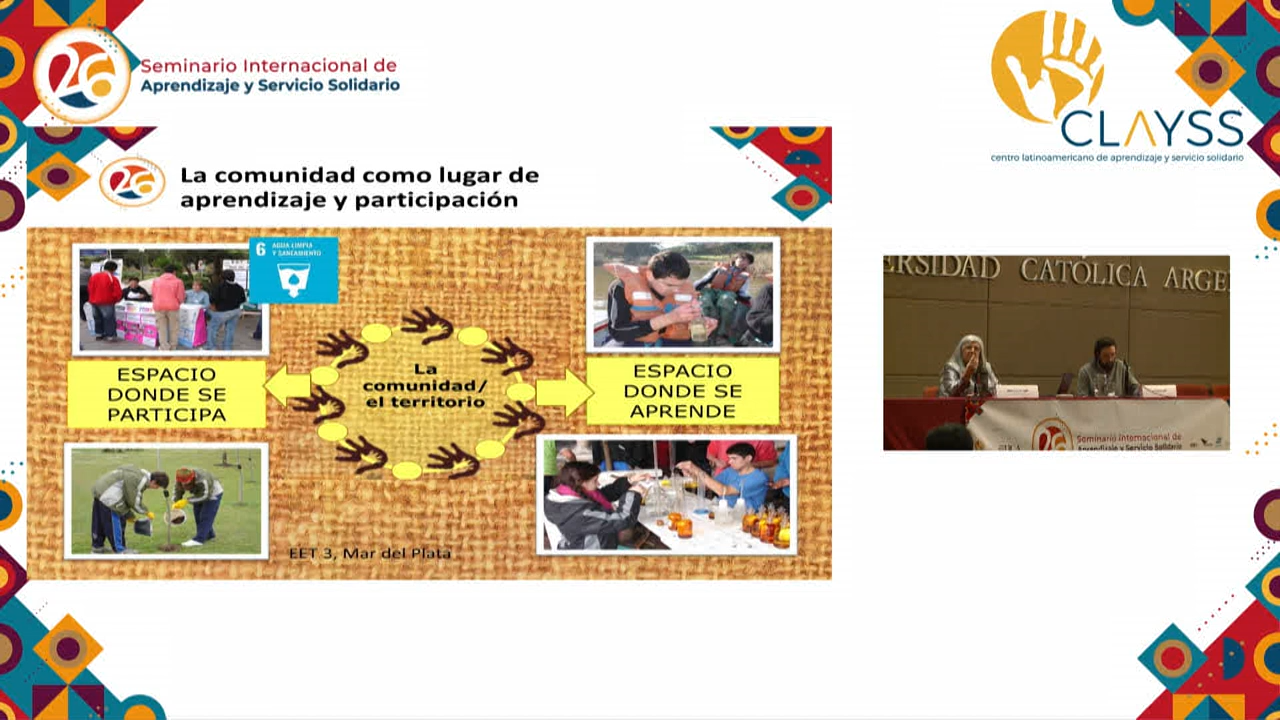 26
Seminario Internacional de
Aprendizaje y Servicio Solidario
CLAYSS
centro latinoamericano de aprendizaje y servicio solidario
26
La comunidad como lugar de
aprendizaje y participación
6 AGUA LIMPIA
Y SANEAMIENTO
ESPACIO
DONDE SE
PARTICIPA
La
comunidad/
el territorio
ESPACIO
DONDE SE
APRENDE
EET 3, Mar del Plata
ERSIDAD CATÓLICA ARGE
Seminario Internacional de
Aprendizaje y Servicio Solidario